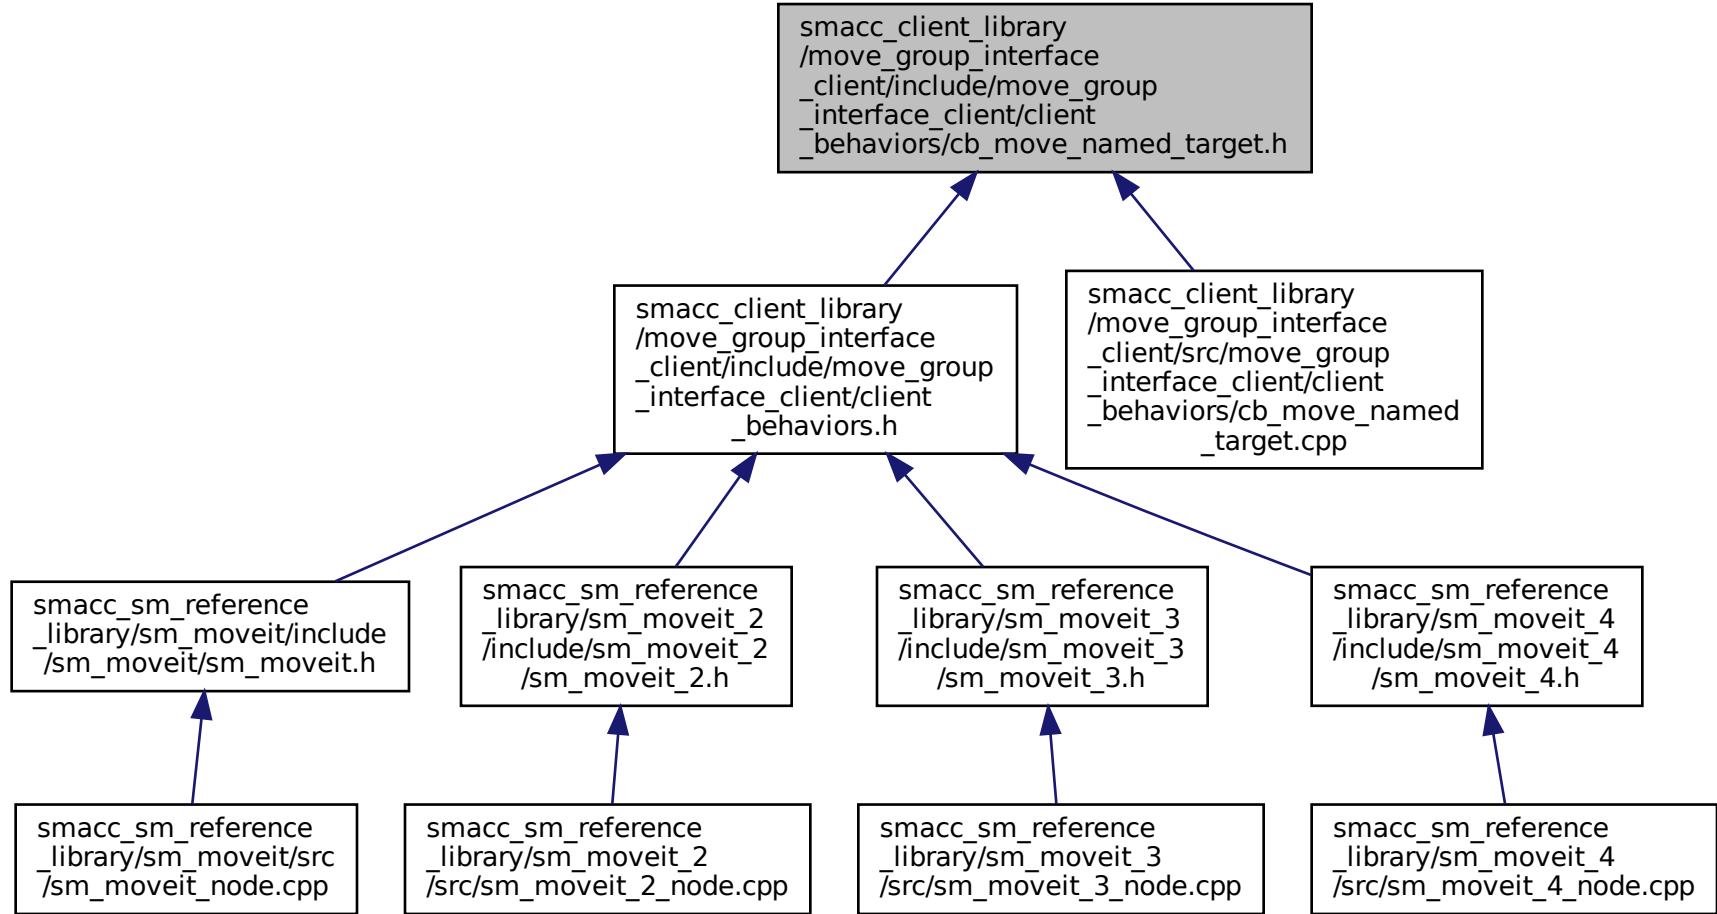 smacc_client_library
/move_group_interface
_client/include/move_group
_interface_client/client
_behaviors/cb_move_named_target.h
smacc_client_library
/move_group_interface
_client/include/move_group
_interface_client/client
_behaviors.h
smacc_client_library
/move_group_interface
_client/src/move_group
_interface_client/client
_behaviors/cb_move_named
_target.cpp
smacc_sm_reference
_library/sm_moveit/include
/sm_moveit/sm_moveit.h
smacc_sm_reference
_library/sm_moveit_2
/include/sm_moveit_2
/sm_moveit_2.h
smacc_sm_reference
_library/sm_moveit_3
/include/sm_moveit_3
/sm_moveit_3.h
smacc_sm_reference
_library/sm_moveit_4
/include/sm_moveit_4
/sm_moveit_4.h
smacc_sm_reference
_library/sm_moveit/src
/sm_moveit_node.cpp
smacc_sm_reference
_library/sm_moveit_2
/src/sm_moveit_2_node.cpp
smacc_sm_reference
_library/sm_moveit_3
/src/sm_moveit_3_node.cpp
smacc_sm_reference
_library/sm_moveit_4
/src/sm_moveit_4_node.cpp